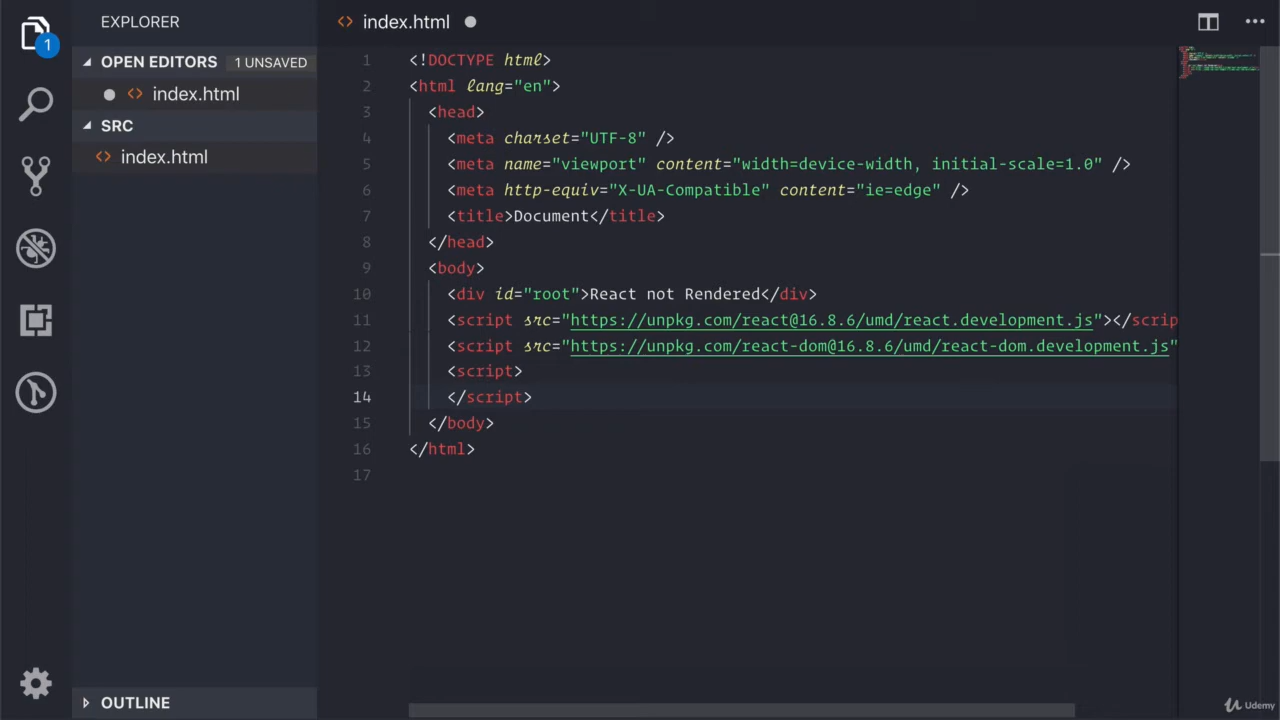 EXPLORER
OPEN EDITORS 1 UNSAVED
index.html
SRC
index.html
OUTLINE
1
index.html
1 <!DOCTYPE html>
2 <html lang="en">
3 <head>
4 <meta charset="UTF-8" />
5 <meta name="viewport" content="width=device-width, initial-scale=1.0" />
6 <meta http-equiv="X-UA-Compatible" content="ie=edge" />
7 <title>Document</title>
8 </head>
9 <body>
10 <div id="root">React not Rendered</div>
11 <script src="https://unpkg.com/react@16.8.6/umd/react.development.js"></scrip
12 <script src="https://unpkg.com/react-dom@16.8.6/umd/react-dom.development.js"
13 <script>
14 </script>
15 </body>
16 </html>
17
Udemy